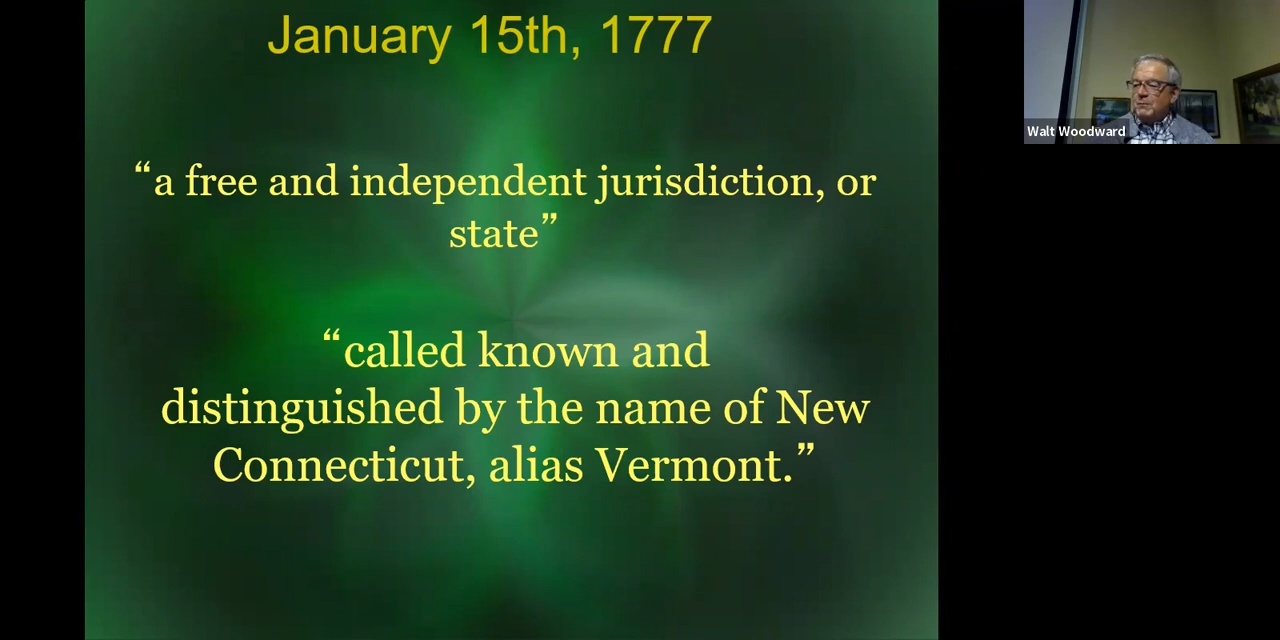 January 15th, 1777
“a free and independent jurisdiction, or
state”
“called known and
distinguished by the name of New
Connecticut, alias Vermont.”
Walt Woodward